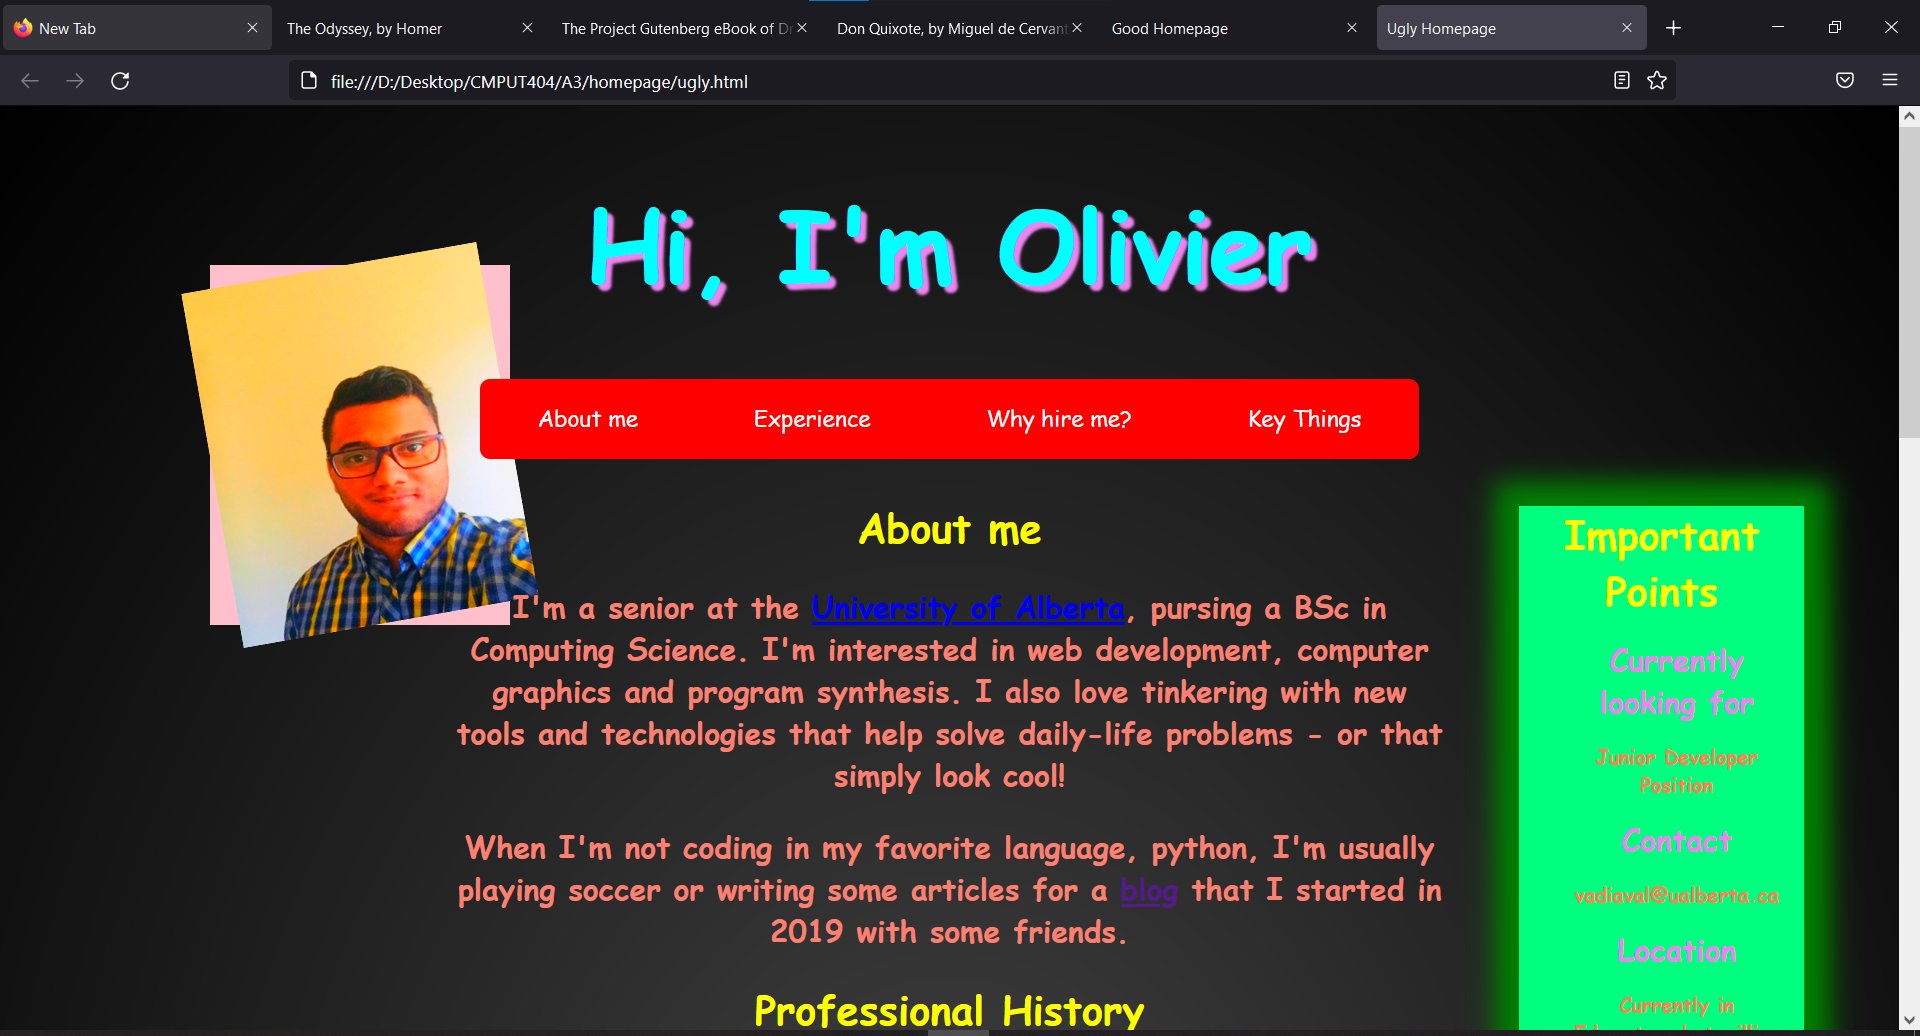 New Tab
The Odyssey, by Homer
The Project Gutenberg eBook of Dr
Don Quixote, by Miguel de Cervant
Good Homepage
Ugly Homepage
file:///D:/Desktop/CMPUT404/A3/homepage/ugly.html
Hi, I'm Olivier
About me
Experience
Why hire me?
Key Things
About me
I'm a senior at the University of Alberta, pursing a BSc in
Computing Science. I'm interested in web development, computer
graphics and program synthesis. I also love tinkering with new
tools and technologies that help solve daily-life problems - or that
simply look cool!
When I'm not coding in my favorite language, python, I'm usually
playing soccer or writing some articles for a blog that I started in
2019 with some friends.
Professional History
Important
Points
Currently
looking for
Junior Developer
Position
Contact
vadiaval@ualberta.ca
Location
Currently in